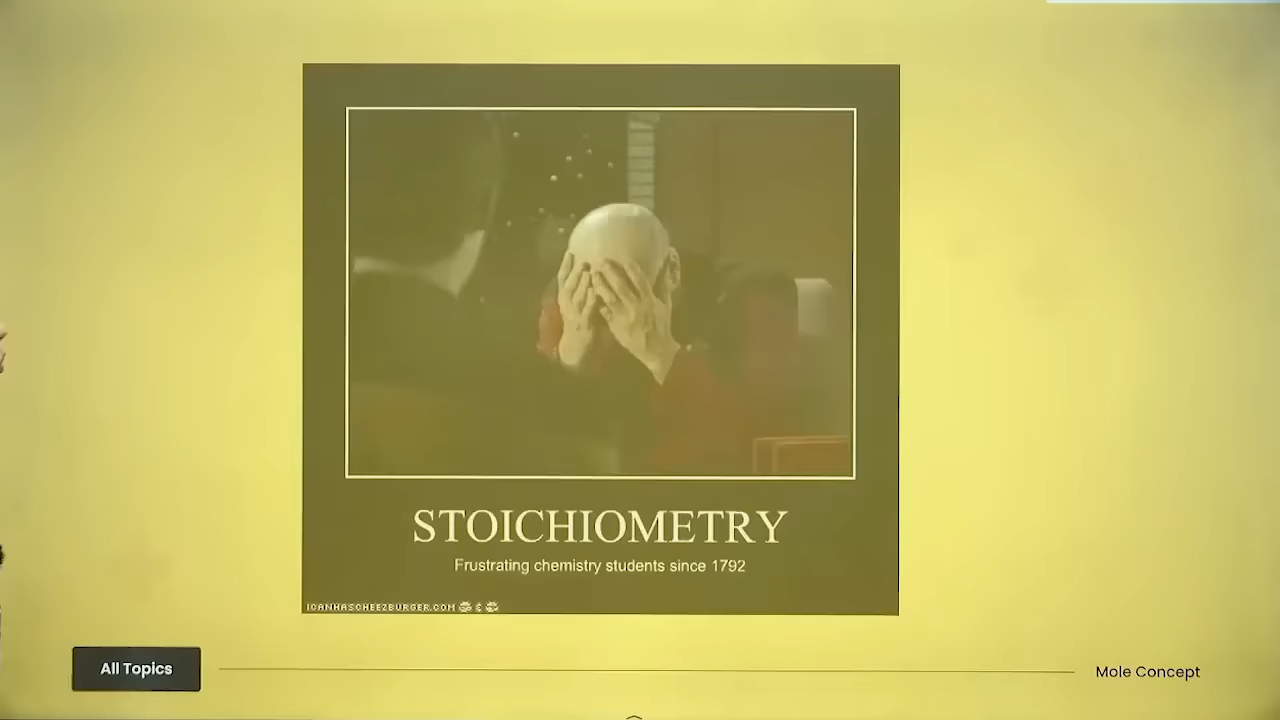 STOICHIOMETRY
Frustrating chemistry students since 1792
ICANHASCHEEZBURGER.COM
All Topics
Mole Concept